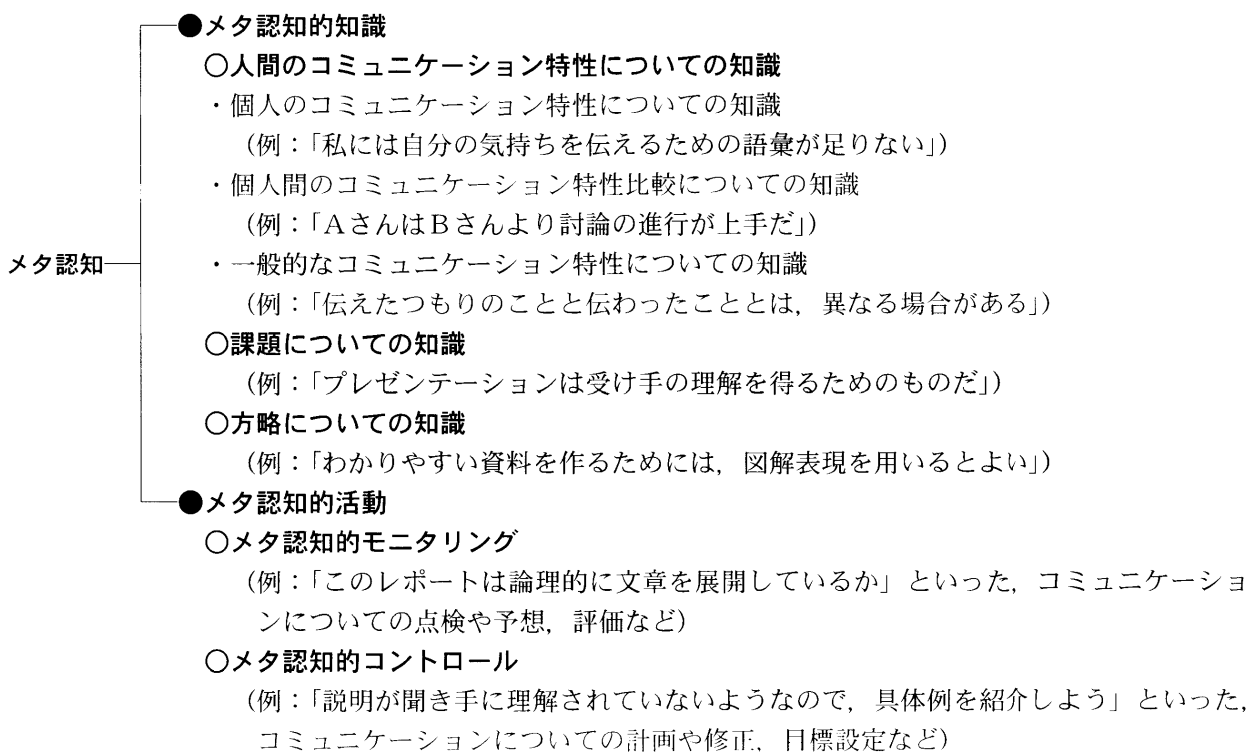 ●メタ認知的知識
○人間のコミュニケーション特性についての知識
・個人のコミュニケーション特性についての知識
(例:「私には自分の気持ちを伝えるための語彙が足りない」)
・個人間のコミュニケーション特性比較についての知識
(例:「AさんはBさんより討論の進行が上手だ」)
メタ認知
・一般的なコミュニケーション特性についての知識
(例:「伝えたつもりのことと伝わったこととは,異なる場合がある」)
○課題についての知識
(例:「プレゼンテーションは受け手の理解を得るためのものだ」)
○方略についての知識
(例:「わかりやすい資料を作るためには,図解表現を用いるとよい」)
●メタ認知的活動
○メタ認知的モニタリング
(例:「このレポートは論理的に文章を展開しているか」といった,コミュニケーショ
ンについての点検や予想,評価など)
○メタ認知的コントロール
(例:「説明が聞き手に理解されていないようなので,具体例を紹介しよう」といった,
コミュニケーションについての計画や修正,目標設定など)